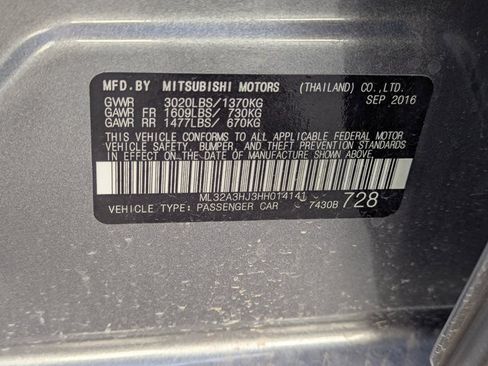 MFD.BY MITSUBISHI MOTORS (THAILAND) CO.,LTD.
SEP 2016
GVWR 3020LBS/1370KG
GAWR FR 1609LBS/ 730KG
GAWR RR 1477LBS/ 670KG
THIS VEHICLE CONFORMS TO ALL APPLICABLE FEDERAL MOTOR
VEHICLE SAFETY, BUMPER, AND THEFT PREVENTION STANDARDS
IN EFFECT ON THE DATE OF MANUFACTURE SHOWN ABOVE.
ML32A3HJ3HH014141
VEHICLE TYPE: PASSENGER CAR 7430B 728